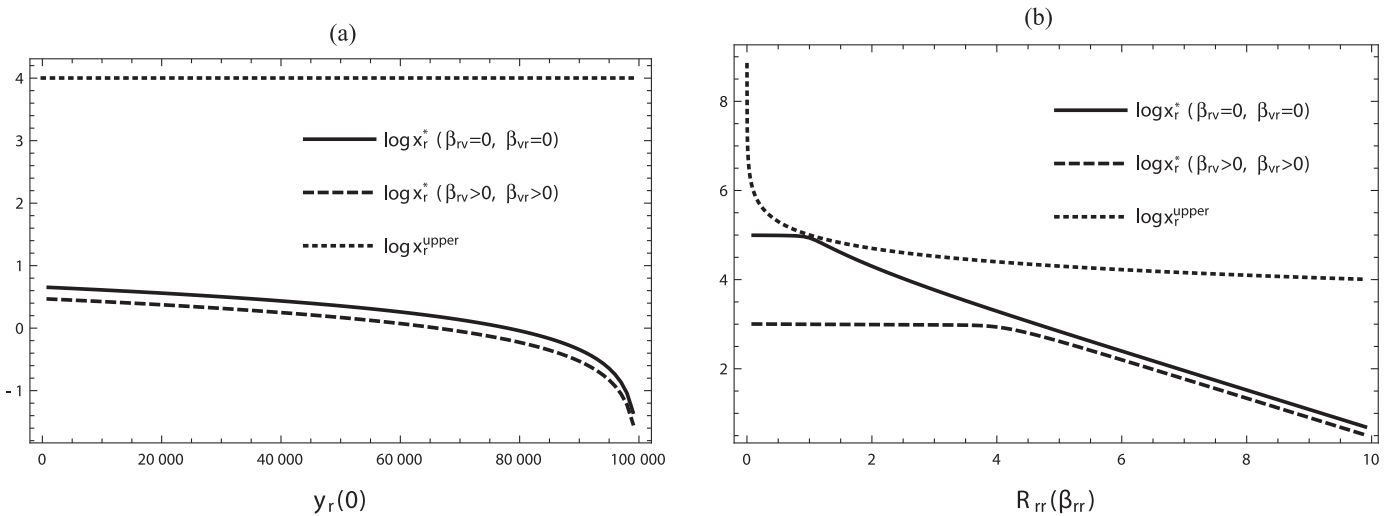 (a)
4
3
2
1
0
-1
log x_r^* (β_rv=0, β_vr=0)
log x_r^* (β_rv>0, β_vr>0)
log x_r^upper
0 20 000 40 000 60 000 80 000 100 000
y_r(0)
(b)
8
6
4
2
log x_r^* (β_rv=0, β_vr=0)
log x_r^* (β_rv>0, β_vr>0)
log x_r^upper
0 2 4 6 8 10
R_rr(β_rr)